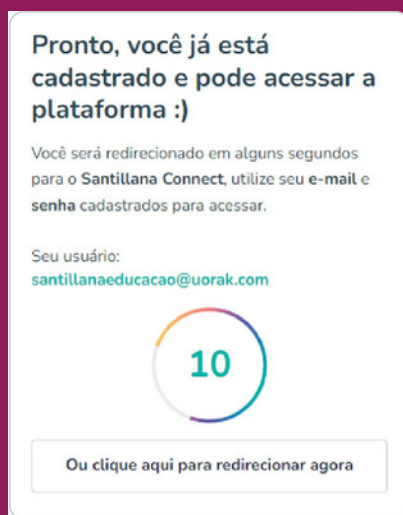 Pronto, você já está
cadastrado e pode acessar a
plataforma :)
Você será redirecionado em alguns segundos
para o Santillana Connect, utilize seu e-mail e
senha cadastrados para acessar.
Seu usuário:
santillanaeducacao@uorak.com
10
Ou clique aqui para redirecionar agora